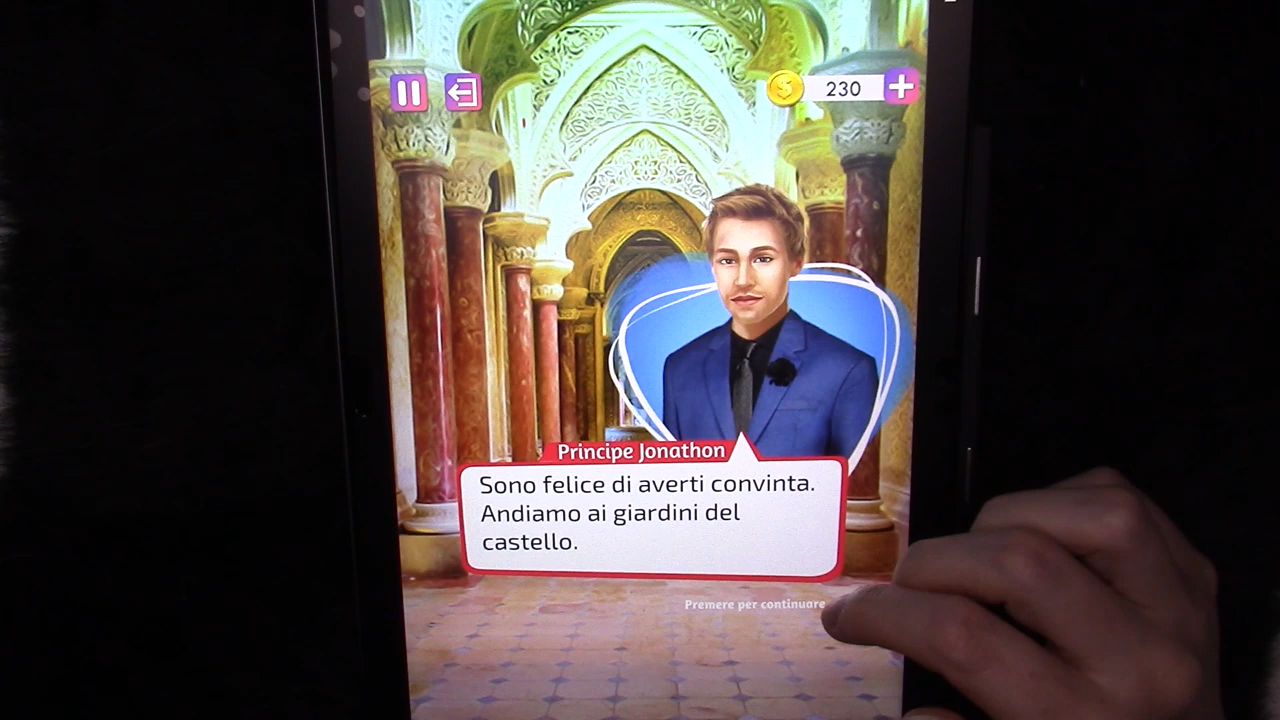 230
Principe Jonathon
Sono felice di averti convinta.
Andiamo ai giardini del
castello.
Premere per continuare